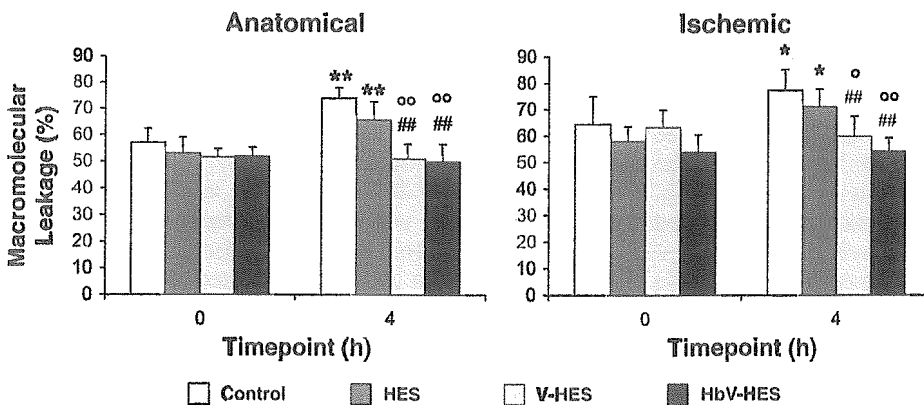 Anatomical
Ischemic
Macromolecular
Leakage (%)
90
80
70
60
50
40
30
20
10
0
** ** oo oo
## ##
0 4
Timepoint (h)
90
80
70
60
50
40
30
20
10
0
* * o oo
## ##
0 4
Timepoint (h)
Control HES V-HES HbV-HES